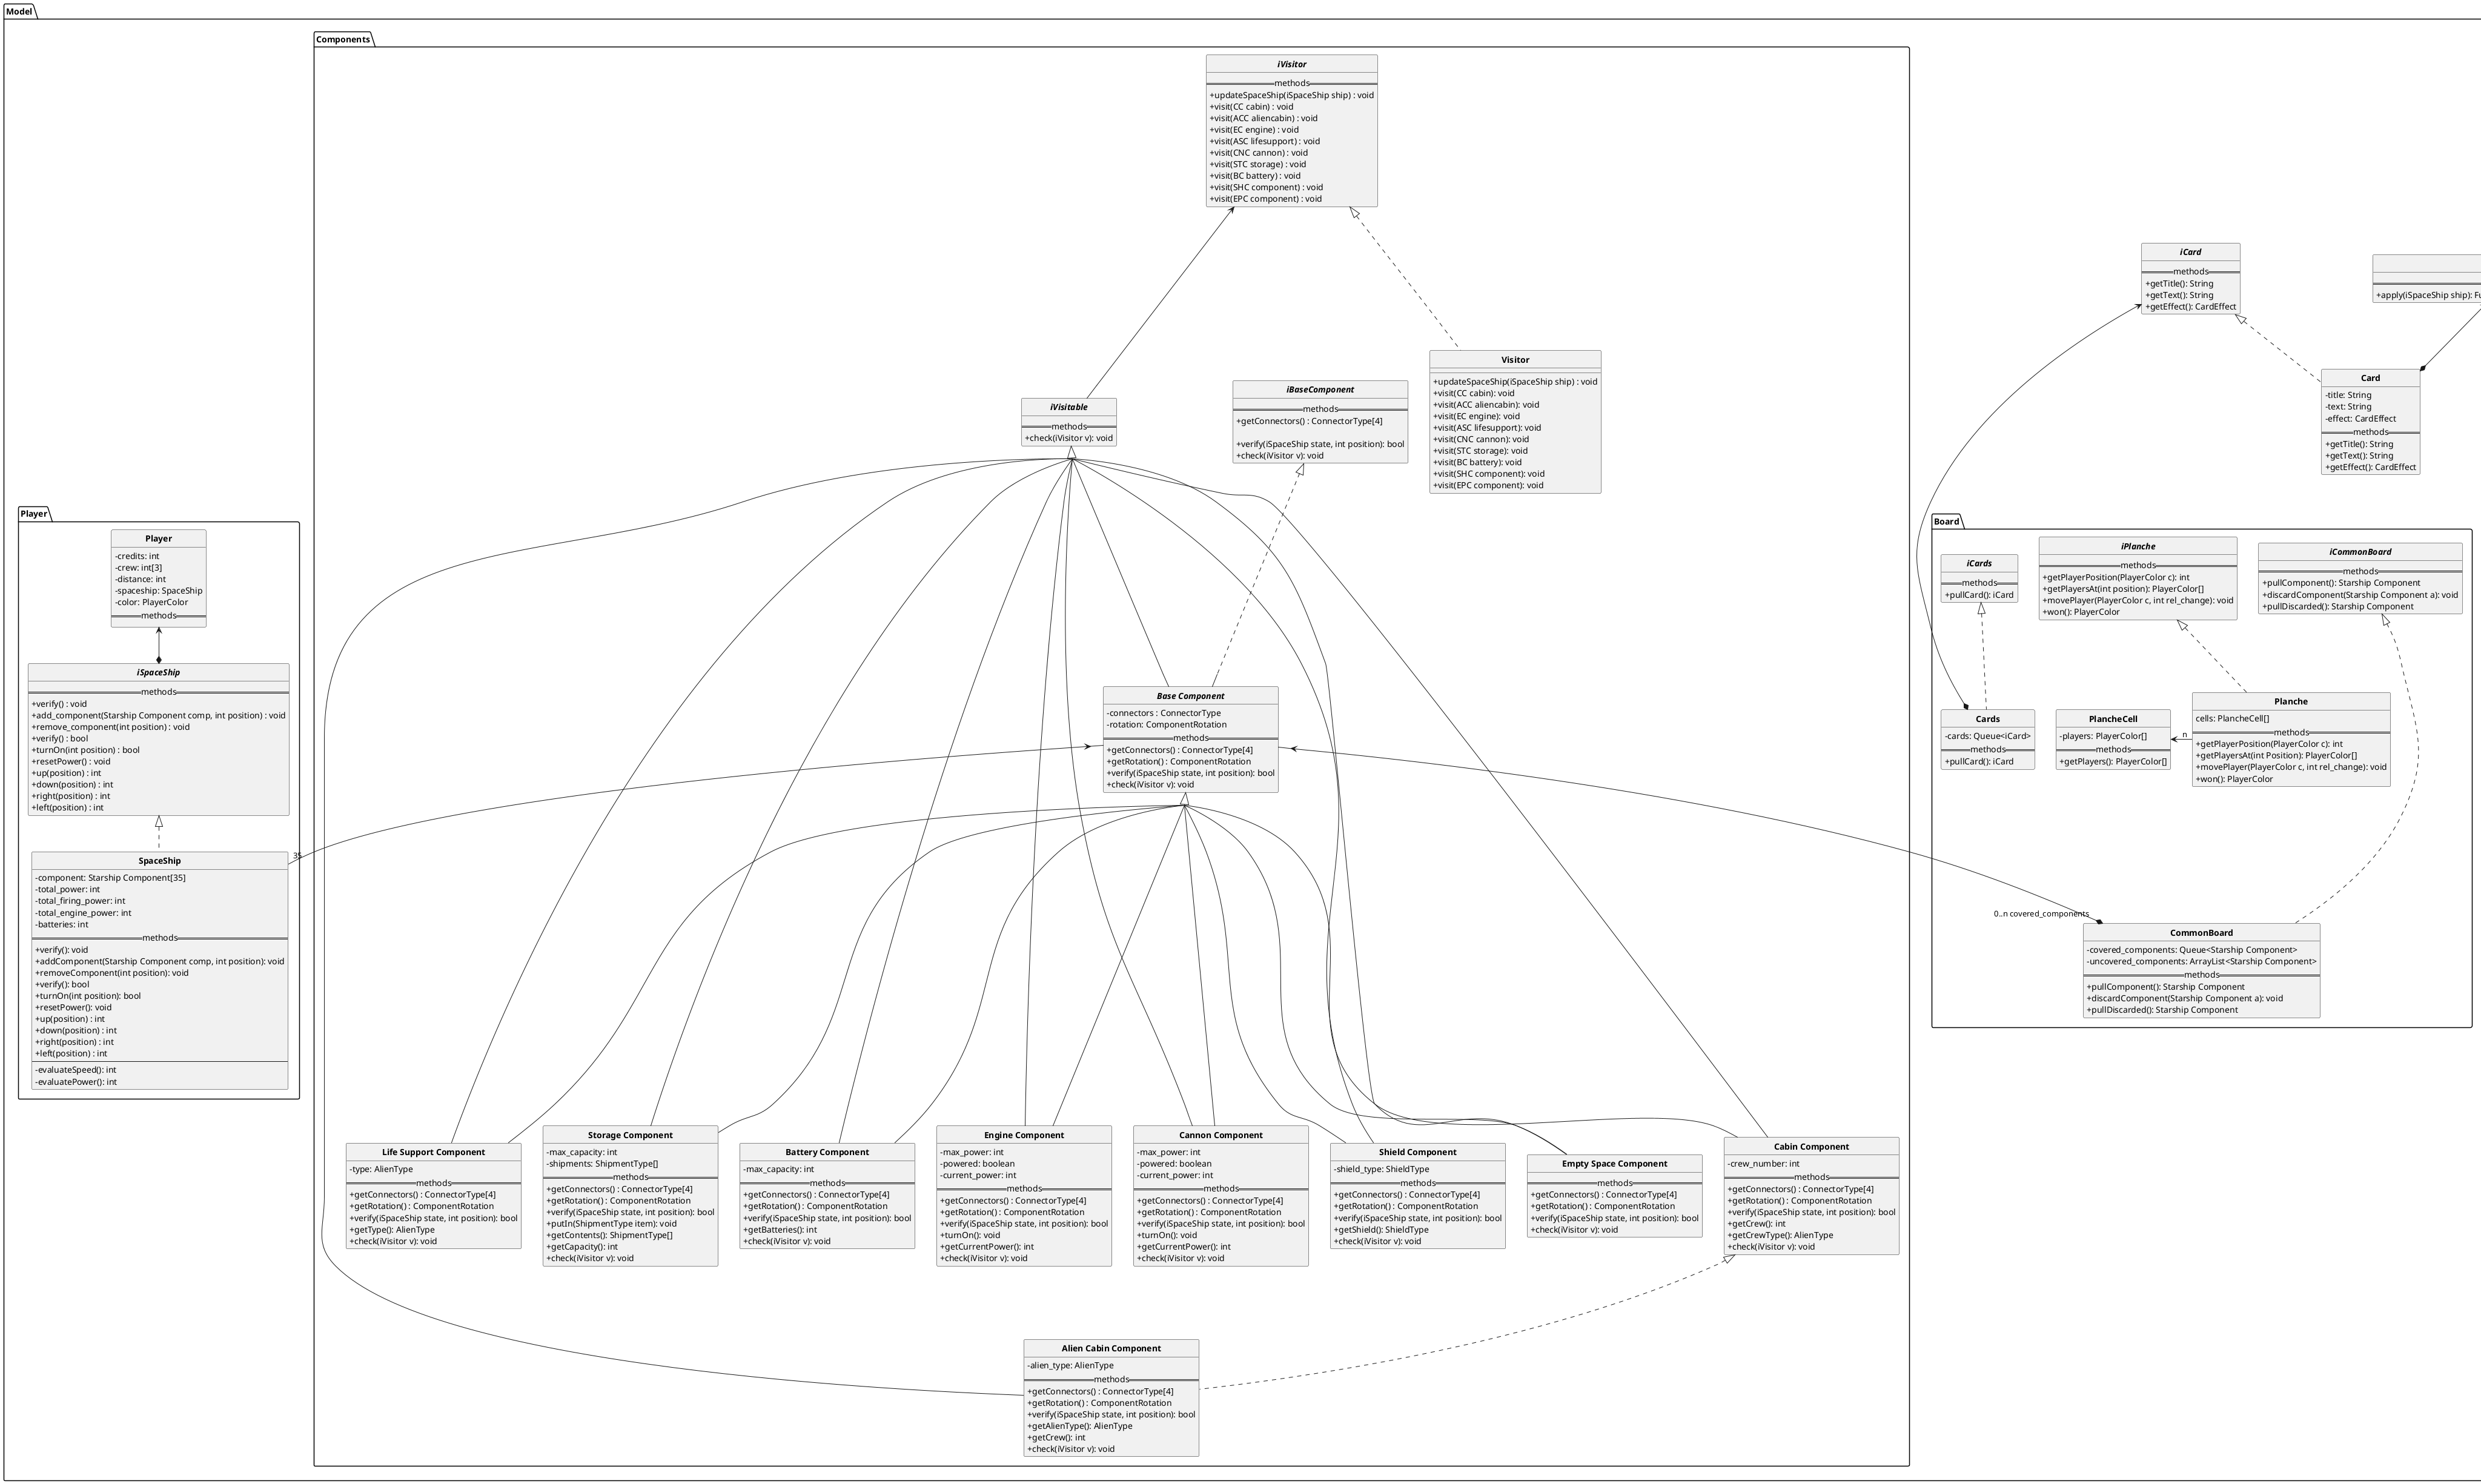 Model
Components
iVisitor
methods
+updateSpaceShip(iSpaceShip ship) : void
+visit(CC cabin) : void
+visit(ACC aliencabin) : void
+visit(EC engine) : void
+visit(ASC lifesupport) : void
+visit(CNC cannon) : void
+visit(STC storage) : void
+visit(BC battery) : void
+visit(SHC component) : void
+visit(EPC component) : void
iVisitable
methods
+check(iVisitor v): void
iBaseComponent
methods
+getConnectors() : ConnectorType[4]
+verify(iSpaceShip state, int position): bool
+check(iVisitor v): void
Visitor
+updateSpaceShip(iSpaceShip ship) : void
+visit(CC cabin): void
+visit(ACC aliencabin): void
+visit(EC engine): void
+visit(ASC lifesupport): void
+visit(CNC cannon): void
+visit(STC storage): void
+visit(BC battery): void
+visit(SHC component): void
+visit(EPC component): void
iCard
methods
+getTitle(): String
+getText(): String
+getEffect(): CardEffect
+apply(iSpaceShip ship): Fu
Card
-title: String
-text: String
-effect: CardEffect
methods
+getTitle(): String
+getText(): String
+getEffect(): CardEffect
Player
Player
-credits: int
-crew: int[3]
-distance: int
-spaceship: SpaceShip
-color: PlayerColor
methods
iSpaceShip
methods
+verify() : void
+add_component(Starship Component comp, int position) : void
+remove_component(int position) : void
+verify() : bool
+turnOn(int position) : bool
+resetPower() : void
+up(position) : int
+down(position) : int
+right(position) : int
+left(position) : int
35
SpaceShip
-component: Starship Component[35]
-total_power: int
-total_firing_power: int
-total_engine_power: int
-batteries: int
methods
+verify(): void
+addComponent(Starship Component comp, int position): void
+removeComponent(int position): void
+verify(): bool
+turnOn(int position): bool
+resetPower(): void
+up(position) : int
+down(position) : int
+right(position) : int
+left(position) : int
-evaluateSpeed(): int
-evaluatePower(): int
Base Component
-connectors : ConnectorType
-rotation: ComponentRotation
methods
+getConnectors() : ConnectorType[4]
+getRotation() : ComponentRotation
+verify(iSpaceShip state, int position): bool
+check(iVisitor v): void
Board
iCards
methods
+pullCard(): iCard
iPlanche
methods
+getPlayerPosition(PlayerColor c): int
+getPlayersAt(int position): PlayerColor[]
+movePlayer(PlayerColor c, int rel_change): void
+won(): PlayerColor
iCommonBoard
methods
+pullComponent(): Starship Component
+discardComponent(Starship Component a): void
+pullDiscarded(): Starship Component
Cards
-cards: Queue<iCard>
methods
+pullCard(): iCard
PlancheCell
-players: PlayerColor[]
methods
+getPlayers(): PlayerColor[]
n
Planche
cells: PlancheCell[]
methods
+getPlayerPosition(PlayerColor c): int
+getPlayersAt(int Position): PlayerColor[]
+movePlayer(PlayerColor c, int rel_change): void
+won(): PlayerColor
0..n covered_components
CommonBoard
-covered_components: Queue<Starship Component>
-uncovered_components: ArrayList<Starship Component>
methods
+pullComponent(): Starship Component
+discardComponent(Starship Component a): void
+pullDiscarded(): Starship Component
Life Support Component
-type: AlienType
methods
+getConnectors() : ConnectorType[4]
+getRotation() : ComponentRotation
+verify(iSpaceShip state, int position): bool
+getType(): AlienType
+check(iVisitor v): void
Storage Component
-max_capacity: int
-shipments: ShipmentType[]
methods
+getConnectors() : ConnectorType[4]
+getRotation() : ComponentRotation
+verify(iSpaceShip state, int position): bool
+putIn(ShipmentType item): void
+getContents(): ShipmentType[]
+getCapacity(): int
+check(iVisitor v): void
Battery Component
-max_capacity: int
methods
+getConnectors() : ConnectorType[4]
+getRotation() : ComponentRotation
+verify(iSpaceShip state, int position): bool
+getBatteries(): int
+check(iVisitor v): void
Engine Component
-max_power: int
-powered: boolean
-current_power: int
methods
+getConnectors() : ConnectorType[4]
+getRotation() : ComponentRotation
+verify(iSpaceShip state, int position): bool
+turnOn(): void
+getCurrentPower(): int
+check(iVisitor v): void
Cannon Component
-max_power: int
-powered: boolean
-current_power: int
methods
+getConnectors() : ConnectorType[4]
+getRotation() : ComponentRotation
+verify(iSpaceShip state, int position): bool
+turnOn(): void
+getCurrentPower(): int
+check(iVisitor v): void
Shield Component
-shield_type: ShieldType
methods
+getConnectors() : ConnectorType[4]
+getRotation() : ComponentRotation
+verify(iSpaceShip state, int position): bool
+getShield(): ShieldType
+check(iVisitor v): void
Empty Space Component
methods
+getConnectors() : ConnectorType[4]
+getRotation() : ComponentRotation
+verify(iSpaceShip state, int position): bool
+check(iVisitor v): void
Cabin Component
-crew_number: int
methods
+getConnectors() : ConnectorType[4]
+getRotation() : ComponentRotation
+verify(iSpaceShip state, int position): bool
+getCrew(): int
+getCrewType(): AlienType
+check(iVisitor v): void
Alien Cabin Component
-alien_type: AlienType
methods
+getConnectors() : ConnectorType[4]
+getRotation() : ComponentRotation
+verify(iSpaceShip state, int position): bool
+getAlienType(): AlienType
+getCrew(): int
+check(iVisitor v): void